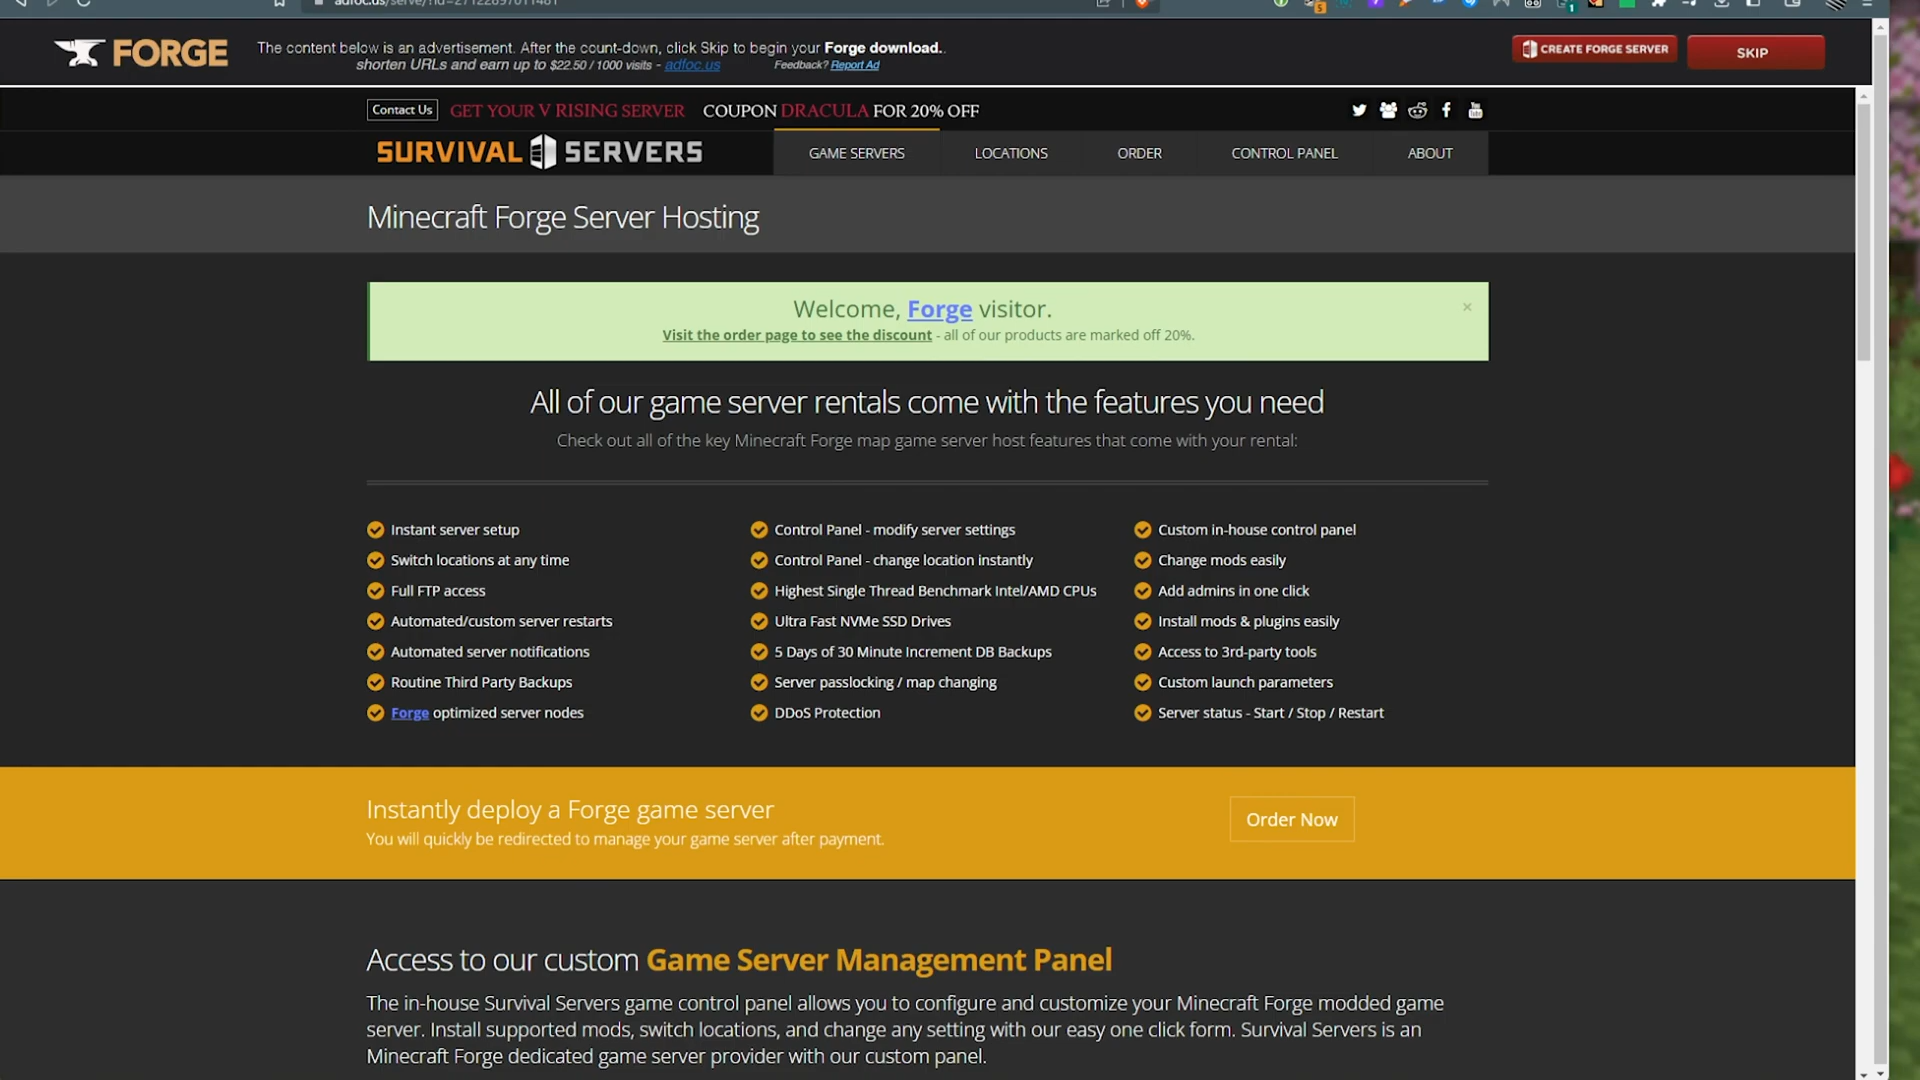 adfoc.us/serve/?id=271228970114811
FORGE
The content below is an advertisement. After the count-down, click Skip to begin your Forge download..
shorten URLs and earn up to $22.50 / 1000 visits - adfoc.us
Feedback? Report Ad
CREATE FORGE SERVER
SKIP
Contact Us
GET YOUR V RISING SERVER COUPON DRACULA FOR 20% OFF
SURVIVAL SERVERS
GAME SERVERS
LOCATIONS
ORDER
CONTROL PANEL
ABOUT
Minecraft Forge Server Hosting
Welcome, Forge visitor.
×
Visit the order page to see the discount - all of our products are marked off 20%.
All of our game server rentals come with the features you need
Check out all of the key Minecraft Forge map game server host features that come with your rental:
Instant server setup
Switch locations at any time
Full FTP access
Automated/custom server restarts
Automated server notifications
Routine Third Party Backups
Forge optimized server nodes
Control Panel - modify server settings
Control Panel - change location instantly
Highest Single Thread Benchmark Intel/AMD CPUs
Ultra Fast NVMe SSD Drives
5 Days of 30 Minute Increment DB Backups
Server passlocking / map changing
DDoS Protection
Custom in-house control panel
Change mods easily
Add admins in one click
Install mods & plugins easily
Access to 3rd-party tools
Custom launch parameters
Server status - Start / Stop / Restart
Instantly deploy a Forge game server
You will quickly be redirected to manage your game server after payment.
Order Now
Access to our custom Game Server Management Panel
The in-house Survival Servers game control panel allows you to configure and customize your Minecraft Forge modded game
server. Install supported mods, switch locations, and change any setting with our easy one click form. Survival Servers is an
Minecraft Forge dedicated game server provider with our custom panel.